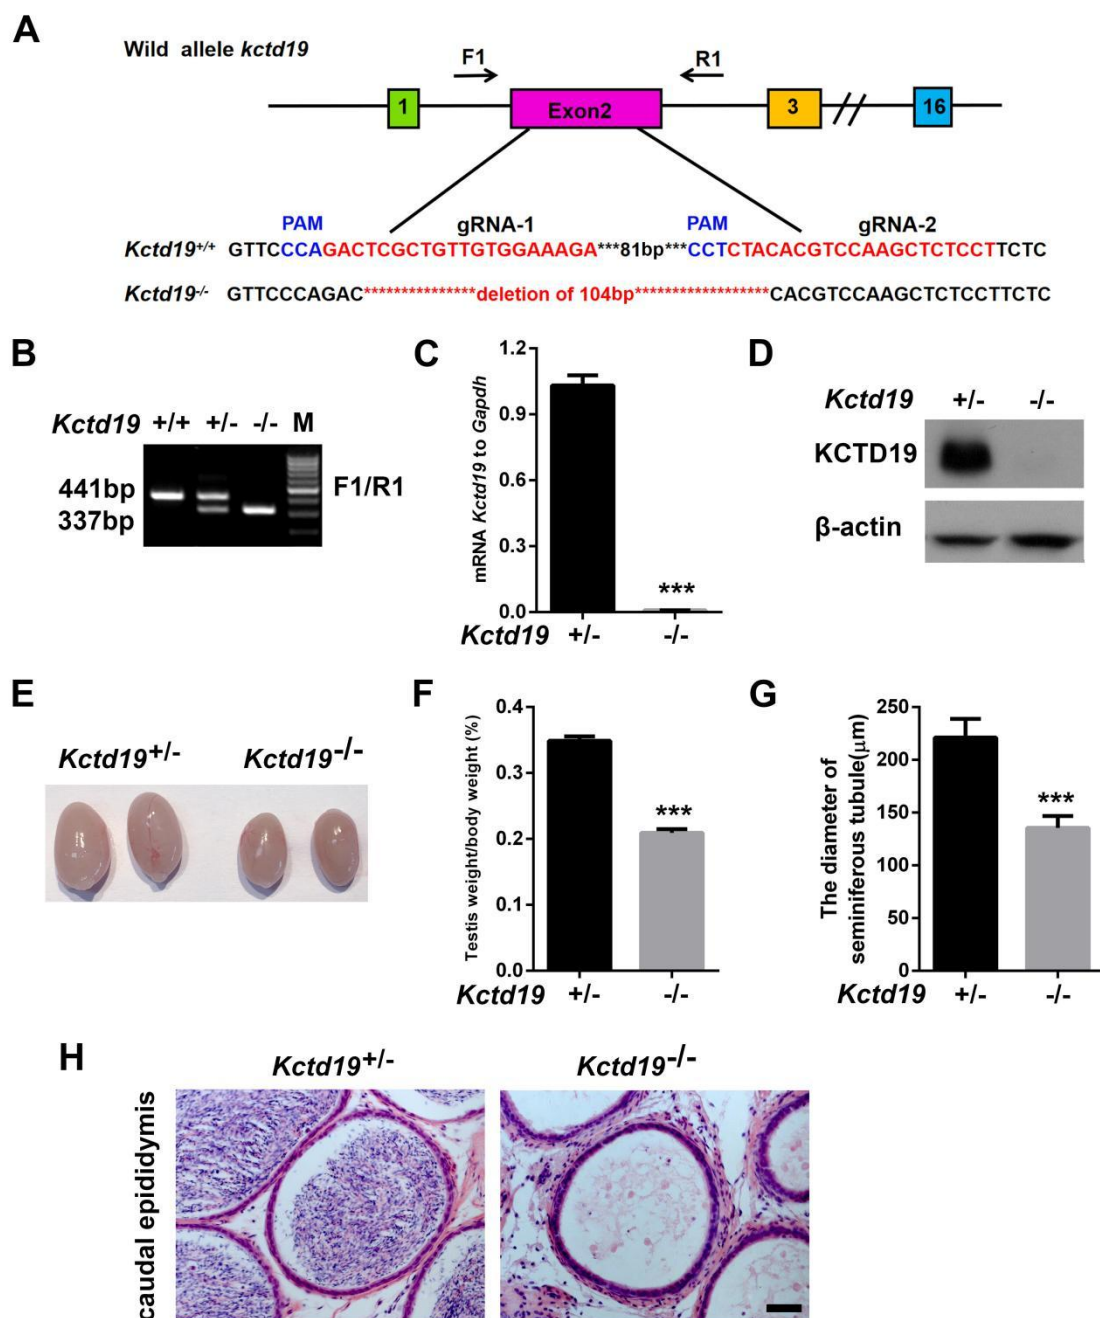 A
Wild allele kctd19
F1
R1
1
Exon2
3
16
PAM
gRNA-1
PAM
gRNA-2
Kctd19+/+ GTTCCCAGACTCGCTGTTGTGGAAAGA***81bp***CCTCTACACGTCCAAGCTCTCCTTCTC
Kctd19-/- GTTCCCAGAC***************deletion of 104bp******************CACGTCCAAGCTCTCCTTCTC
B
Kctd19 +/+ +/- -/- M
441bp
337bp
F1/R1
C
mRNA Kctd19 to Gapdh
1.2
0.9
0.6
0.3
0.0
***
Kctd19 +/- -/-
D
Kctd19 +/- -/-
KCTD19
β-actin
E
Kctd19+/- Kctd19-/-
F
Testis weight/body weight (%)
0.4
0.3
0.2
0.1
0.0
***
Kctd19 +/- -/-
G
The diameter of
seminiferous tubule(μm)
250
200
150
100
50
0
***
Kctd19 +/- -/-
H
Kctd19+/- Kctd19-/-
caudal epididymis